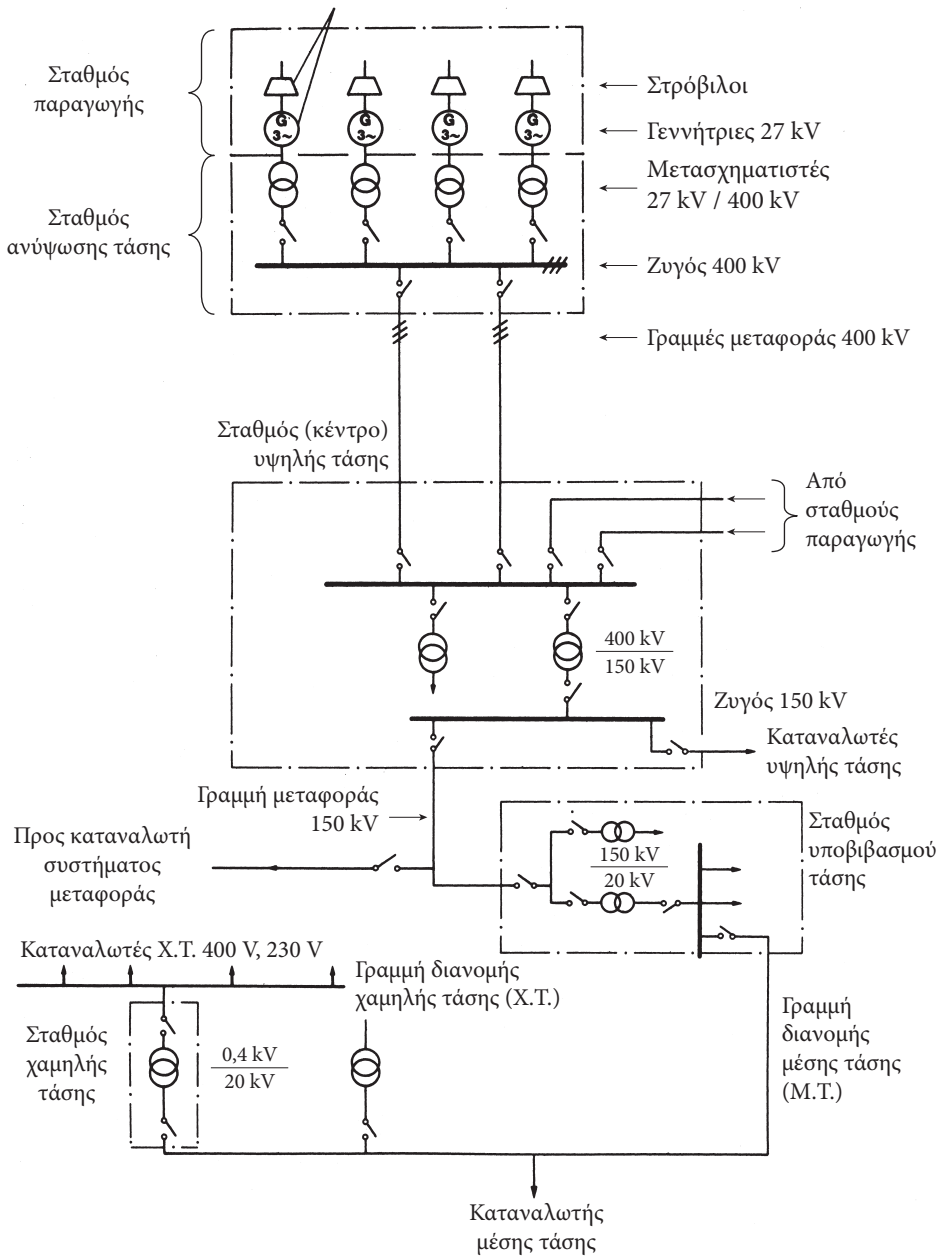 Σταθμός
παραγωγής
G
3~
G
3~
G
3~
G
3~
Στρόβιλοι
Γεννήτριες 27 kV
Μετασχηματιστές
27 kV / 400 kV
Σταθμός
ανύψωσης τάσης
Ζυγός 400 kV
Γραμμές μεταφοράς 400 kV
Σταθμός (κέντρο)
υψηλής τάσης
Από
σταθμούς
παραγωγής
400 kV
150 kV
Ζυγός 150 kV
Καταναλωτές
υψηλής τάσης
Γραμμή μεταφοράς
150 kV
Προς καταναλωτή
συστήματος
μεταφοράς
150 kV
20 kV
Σταθμός
υποβιβασμού
τάσης
Καταναλωτές Χ.Τ. 400 V, 230 V
Γραμμή διανομής
χαμηλής τάσης (Χ.Τ.)
Σταθμός
χαμηλής
τάσης
0,4 kV
20 kV
Γραμμή
διανομής
μέσης τάσης
(Μ.Τ.)
Καταναλωτής
μέσης τάσης